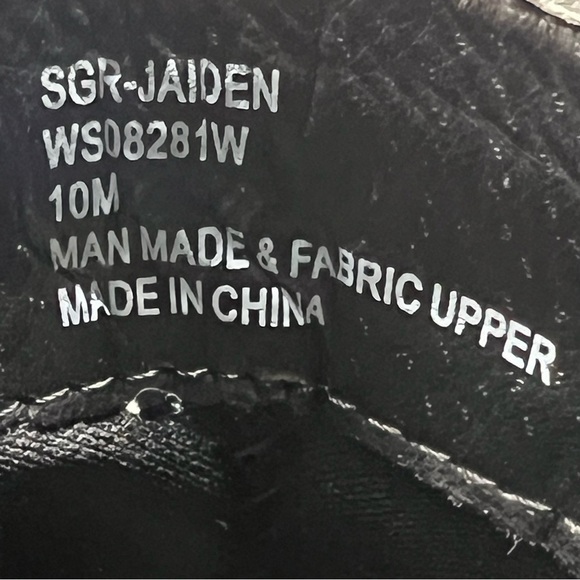 SGR-JAIDEN
WS08281W
10M
MAN MADE & FABRIC UPPER
MADE IN CHINA